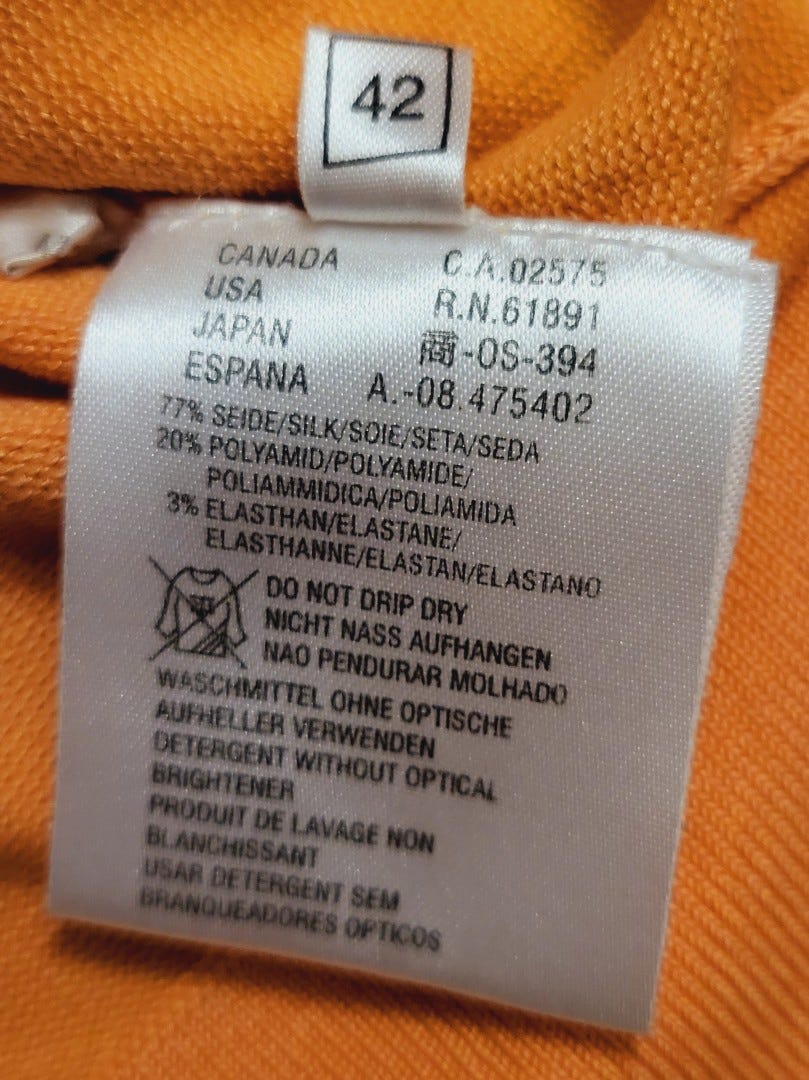 42
CANADA C.A.02575
USA R.N.61891
JAPAN 商-OS-394
ESPANA A.-08.475402
77% SEIDE/SILK/SOIE/SETA/SEDA
20% POLYAMID/POLYAMIDE/
POLIAMMIDICA/POLIAMIDA
3% ELASTHAN/ELASTANE/
ELASTHANNE/ELASTAN/ELASTANO
DO NOT DRIP DRY
NICHT NASS AUFHANGEN
NAO PENDURAR MOLHADO
WASCHMITTEL OHNE OPTISCHE
AUFHELLER VERWENDEN
DETERGENT WITHOUT OPTICAL
BRIGHTENER
PRODUIT DE LAVAGE NON
BLANCHISSANT
USAR DETERGENT SEM
BRANQUEADORES OPTICOS